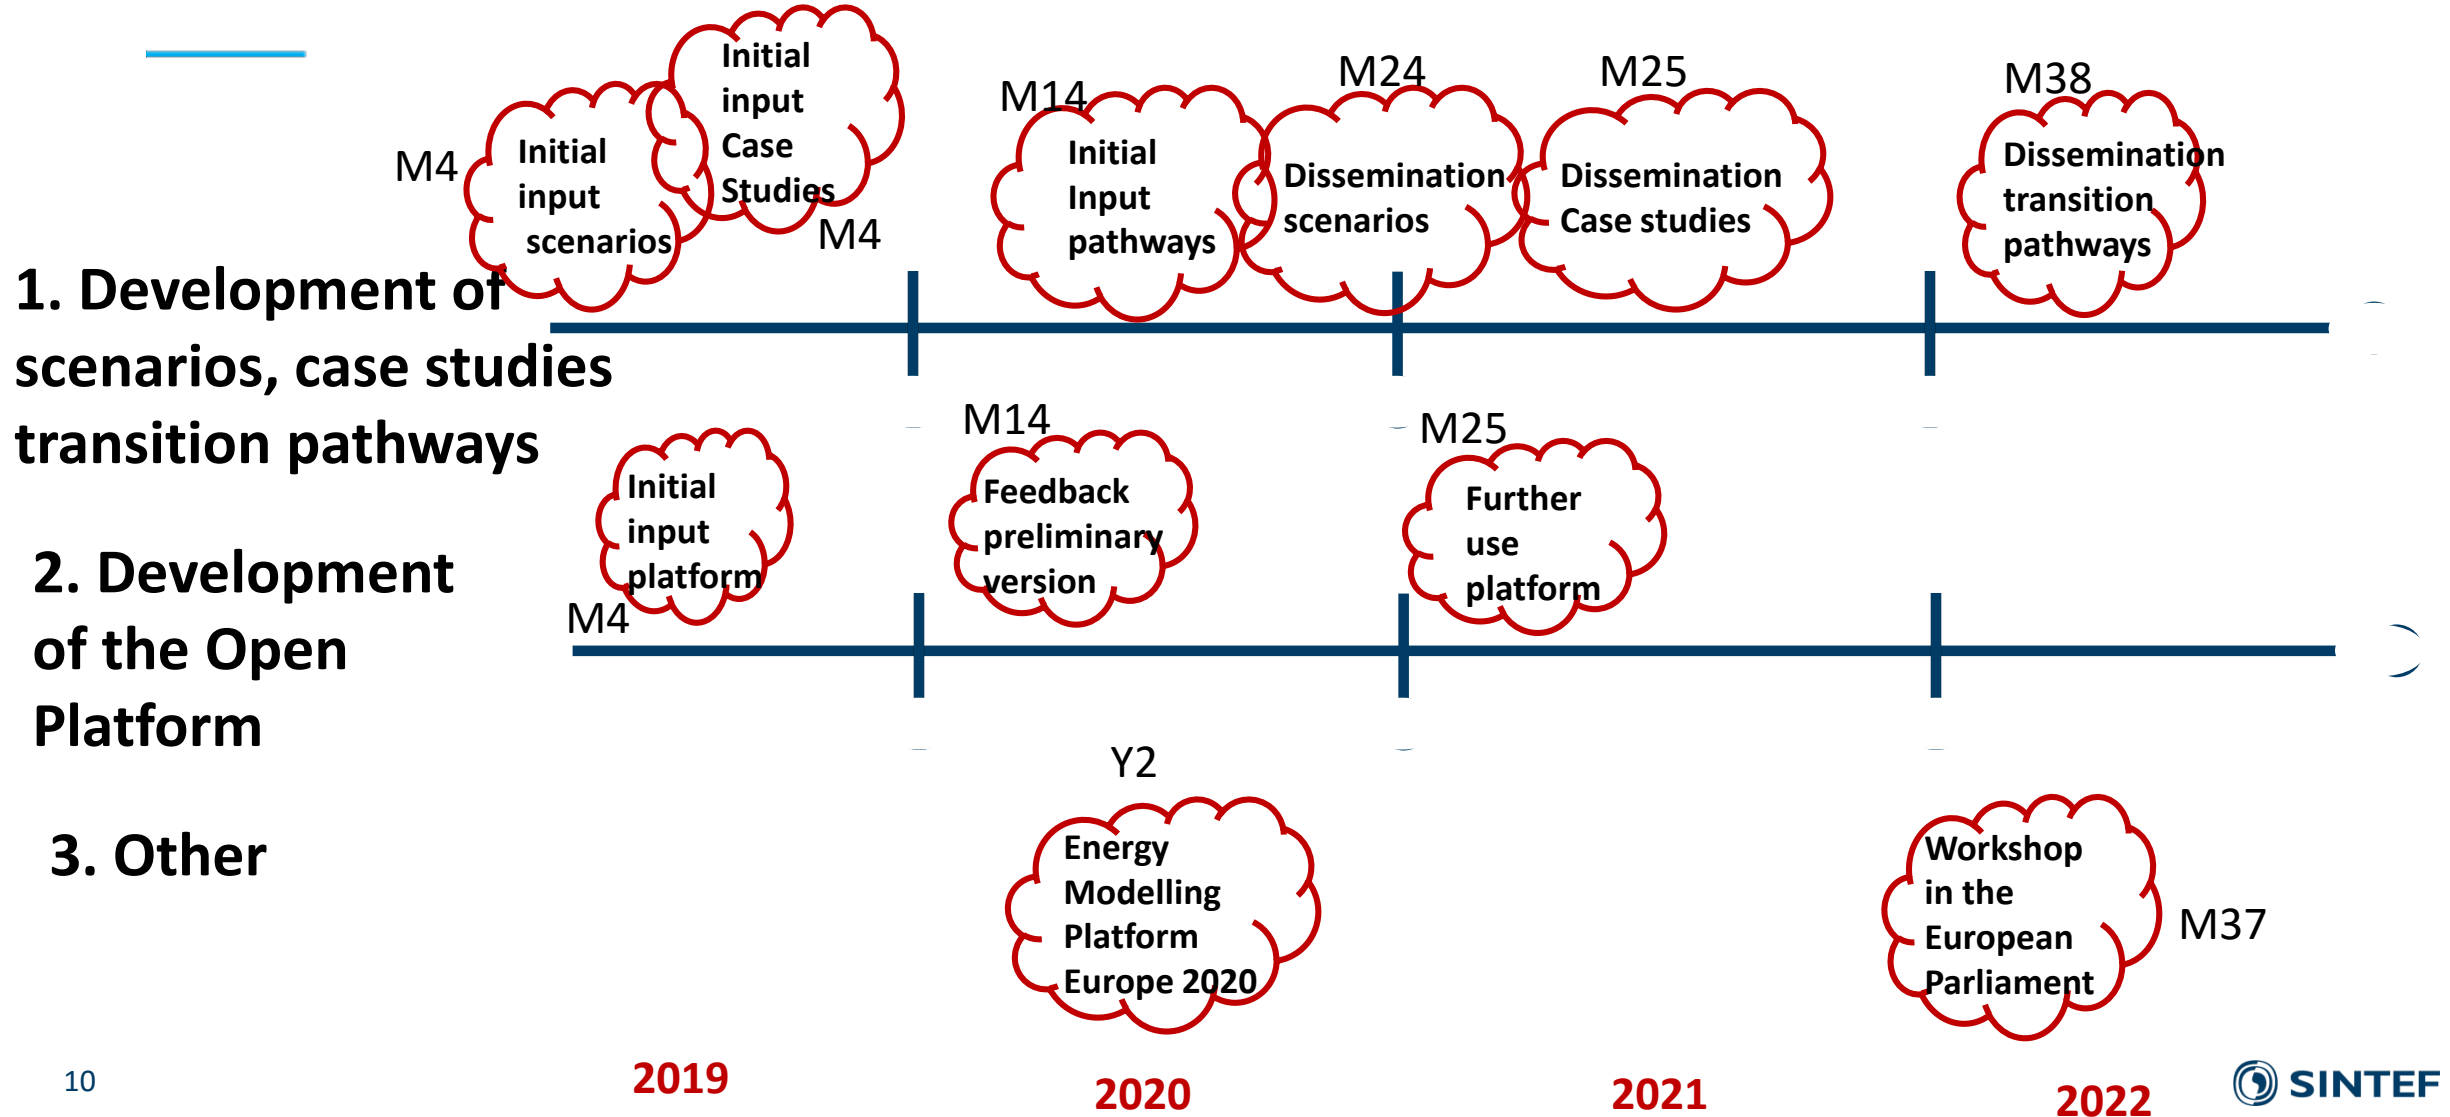 Initial
input
Case
Studies
M4
M4
Initial
input
scenarios
M14
Initial
Input
pathways
M24
Dissemination
scenarios
M25
Dissemination
Case studies
M38
Dissemination
transition
pathways
1. Development of
scenarios, case studies
transition pathways
Initial
input
platform
M4
M14
Feedback
preliminary
version
M25
Further
use
platform
2. Development
of the Open
Platform
Y2
Energy
Modelling
Platform
Europe 2020
Workshop
in the
European
Parliament
M37
3. Other
10
2019
2020
2021
2022
SINTEF